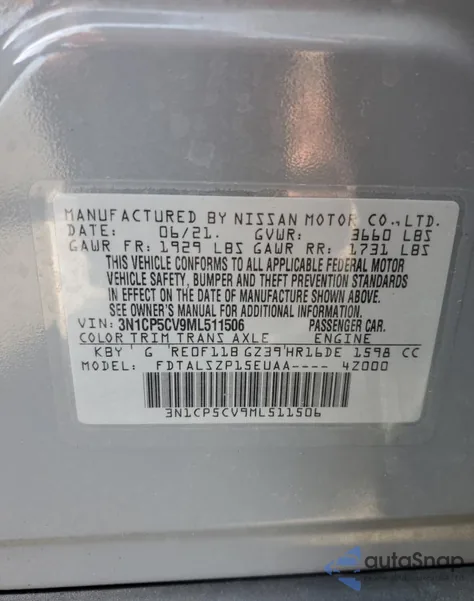 MANUFACTURED BY NISSAN MOTOR CO.,LTD.
DATE: 06/21. GVWR: 3660 LBS
GAWR FR: 1929 LBS GAWR RR: 1731 LBS
THIS VEHICLE CONFORMS TO ALL APPLICABLE FEDERAL MOTOR
VEHICLE SAFETY, BUMPER AND THEFT PREVENTION STANDARDS
IN EFFECT ON THE DATE OF MANUFACTURE SHOWN ABOVE.
SEE OWNER'S MANUAL FOR ADDITIONAL INFORMATION.
VIN: 3N1CP5CV9ML511506 PASSENGER CAR.
COLOR TRIM TRANS AXLE ENGINE
KBY G RE0F11B GZ39 HR16DE 1598 CC
MODEL: FDTALSZP15EUAA---- 4Z000
3N1CP5CV9ML511506
autoSnap